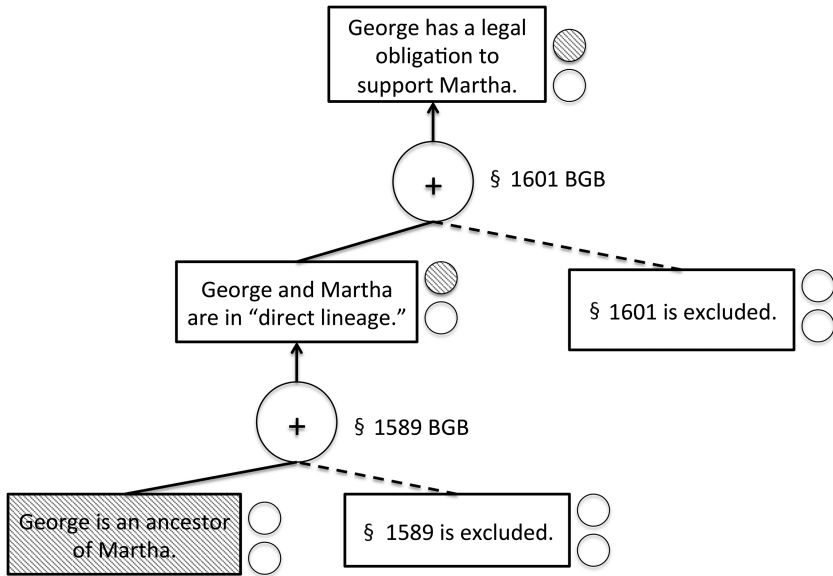 George has a legal
obligation to
support Martha.
+
§ 1601 BGB
George and Martha
are in “direct lineage.”
§ 1601 is excluded.
+
§ 1589 BGB
George is an ancestor
of Martha.
§ 1589 is excluded.